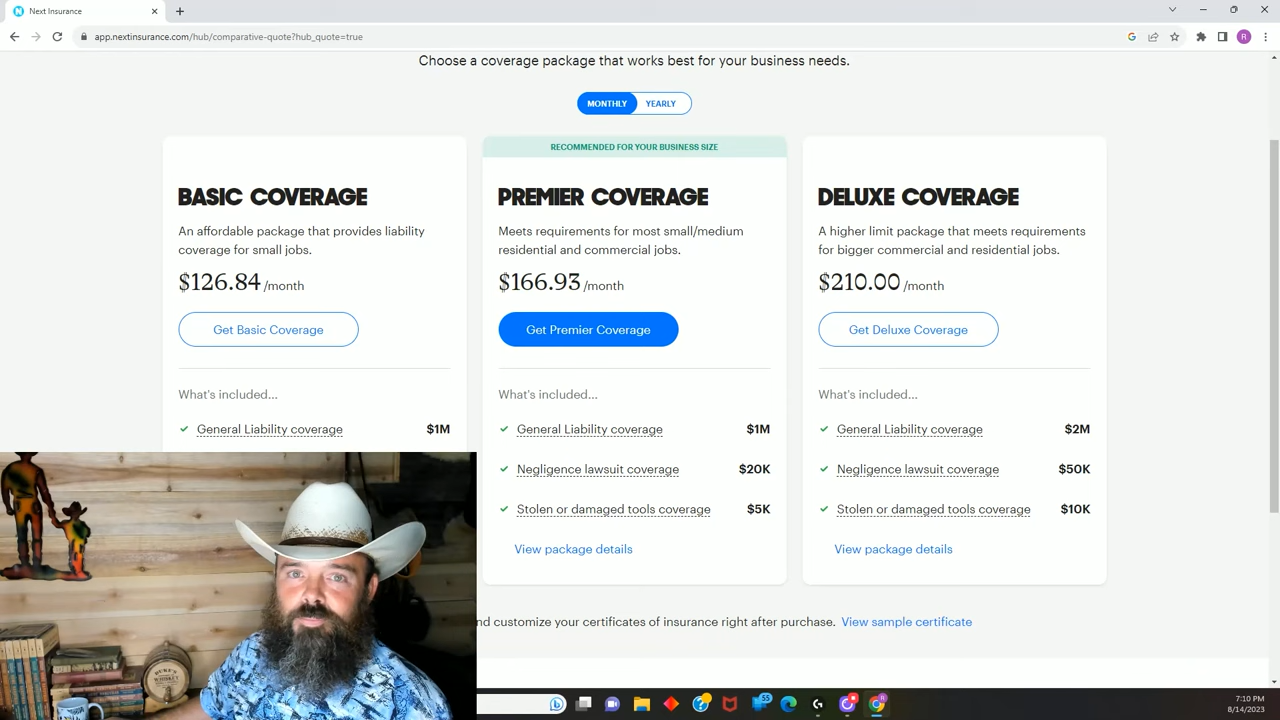 Next Insurance
app.nextinsurance.com/hub/comparative-quote?hub_quote=true
R
Choose a coverage package that works best for your business needs.
MONTHLY YEARLY
BASIC COVERAGE
An affordable package that provides liability
coverage for small jobs.
$126.84 /month
Get Basic Coverage
What's included...
General Liability coverage $1M
RECOMMENDED FOR YOUR BUSINESS SIZE
PREMIER COVERAGE
Meets requirements for most small/medium
residential and commercial jobs.
$166.93 /month
Get Premier Coverage
What's included...
General Liability coverage $1M
Negligence lawsuit coverage $20K
Stolen or damaged tools coverage $5K
View package details
DELUXE COVERAGE
A higher limit package that meets requirements
for bigger commercial and residential jobs.
$210.00 /month
Get Deluxe Coverage
What's included...
General Liability coverage $2M
Negligence lawsuit coverage $50K
Stolen or damaged tools coverage $10K
View package details
nd customize your certificates of insurance right after purchase. View sample certificate
WHISKEY
55
7:10 PM
8/14/2023